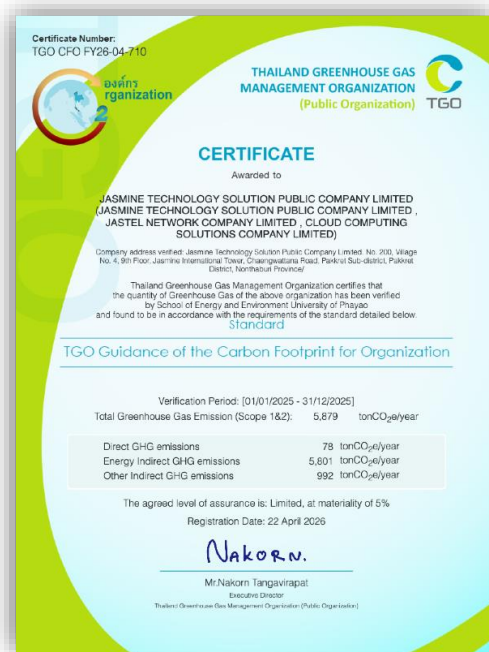 Certificate Number:
TGO CFO FY26-04-710
องค์กร
rganization
2
THAILAND GREENHOUSE GAS
MANAGEMENT ORGANIZATION
(Public Organization)
TGO
CERTIFICATE
Awarded to
JASMINE TECHNOLOGY SOLUTION PUBLIC COMPANY LIMITED
(JASMINE TECHNOLOGY SOLUTION PUBLIC COMPANY LIMITED ,
JASTEL NETWORK COMPANY LIMITED , CLOUD COMPUTING
SOLUTIONS COMPANY LIMITED)
Company address verified: Jasmine Technology Solution Public Company Limited. No. 200, Village
No. 4, 9th Floor, Jasmine International Tower, Chaengwattana Road, Pakkret Sub-district, Pakkret
District, Nonthaburi Province/
Thailand Greenhouse Gas Management Organization certifies that
the quantity of Greenhouse Gas of the above organization has been verified
by School of Energy and Environment University of Phayao
and found to be in accordance with the requirements of the standard detailed below.
Standard
TGO Guidance of the Carbon Footprint for Organization
Verification Period: [01/01/2025 - 31/12/2025]
Total Greenhouse Gas Emission (Scope 1&2): 5,879 tonCO2e/year
Direct GHG emissions 78 tonCO2e/year
Energy Indirect GHG emissions 5,801 tonCO2e/year
Other Indirect GHG emissions 992 tonCO2e/year
The agreed level of assurance is: Limited, at materiality of 5%
Registration Date: 22 April 2026
NAKORN.
Mr.Nakorn Tangavirapat
Executive Director
Thailand Greenhouse Gas Management Organization (Public Organization)